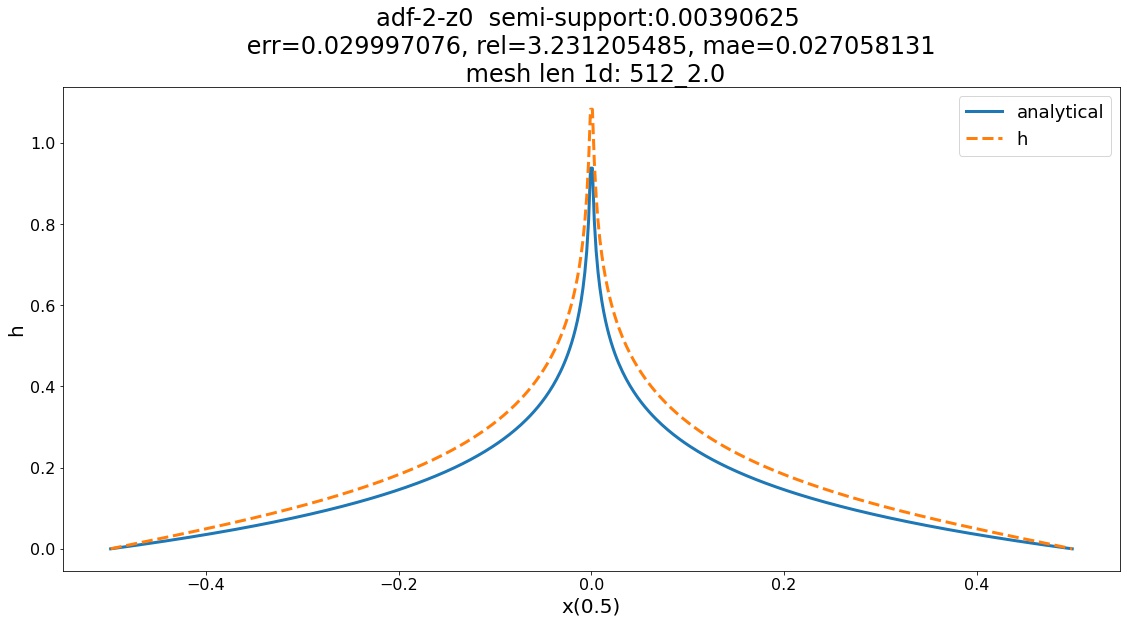 adf-2-z0  semi-support:0.00390625
err=0.029997076, rel=3.231205485, mae=0.027058131
mesh len 1d: 512_2.0
analytical
h
1.0
0.8
0.6
0.4
0.2
0.0
h
−0.4
−0.2
0.0
0.2
0.4
x(0.5)